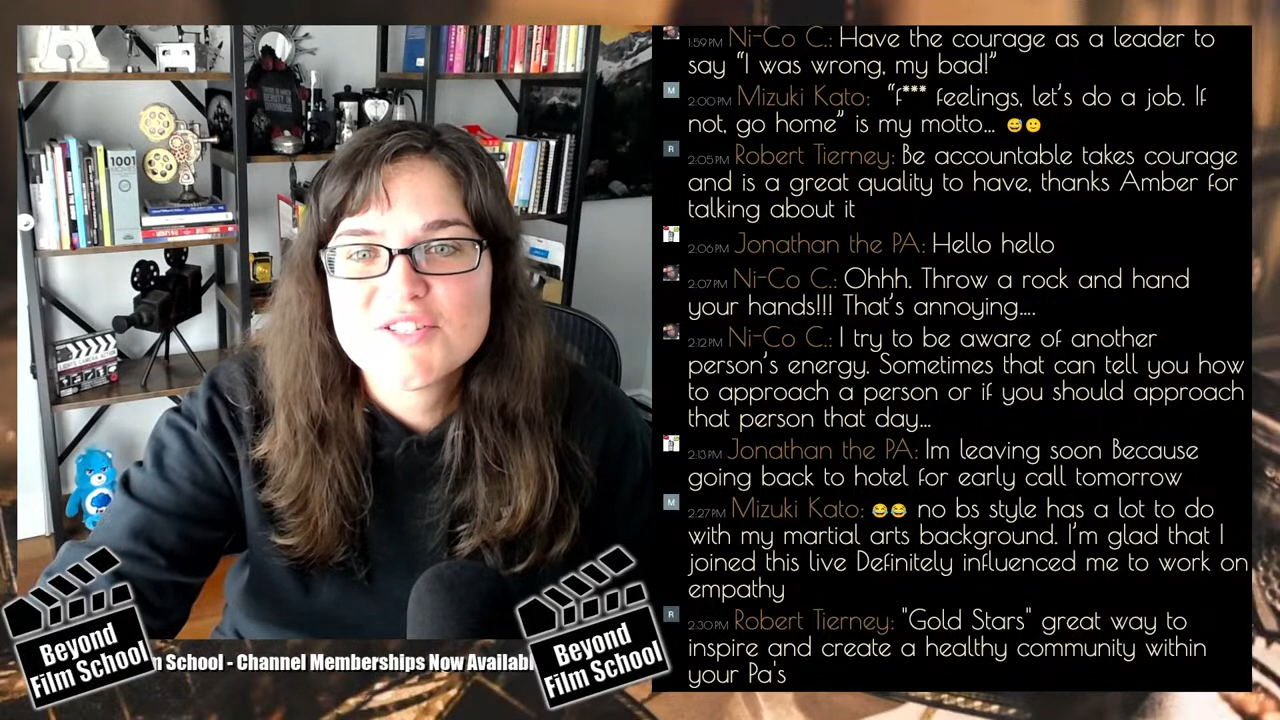 1001
1:59 PM Ni-Co C.: Have the courage as a leader to
say "I was wrong, my bad!"
M
2:00 PM Mizuki Kato: "f*** feelings, let's do a job. If
not, go home" is my motto... 😅🙂
R
2:05 PM Robert Tierney: Be accountable takes courage
and is a great quality to have, thanks Amber for
talking about it
2:06 PM Jonathan the PA: Hello hello
2:07 PM Ni-Co C.: Ohhh. Throw a rock and hand
your hands!!! That's annoying....
2:12 PM Ni-Co C.: I try to be aware of another
person's energy. Sometimes that can tell you how
to approach a person or if you should approach
that person that day...
2:13 PM Jonathan the PA: Im leaving soon Because
going back to hotel for early call tomorrow
M
2:27 PM Mizuki Kato: 😂😂 no bs style has a lot to do
with my martial arts background. I'm glad that I
joined this live Definitely influenced me to work on
empathy
R
2:30 PM Robert Tierney: "Gold Stars" great way to
inspire and create a healthy community within
your Pa's
LIGHTS CAMERA ACTION
Beyond
Film School
m School - Channel Memberships Now Availabl
Beyond
Film School